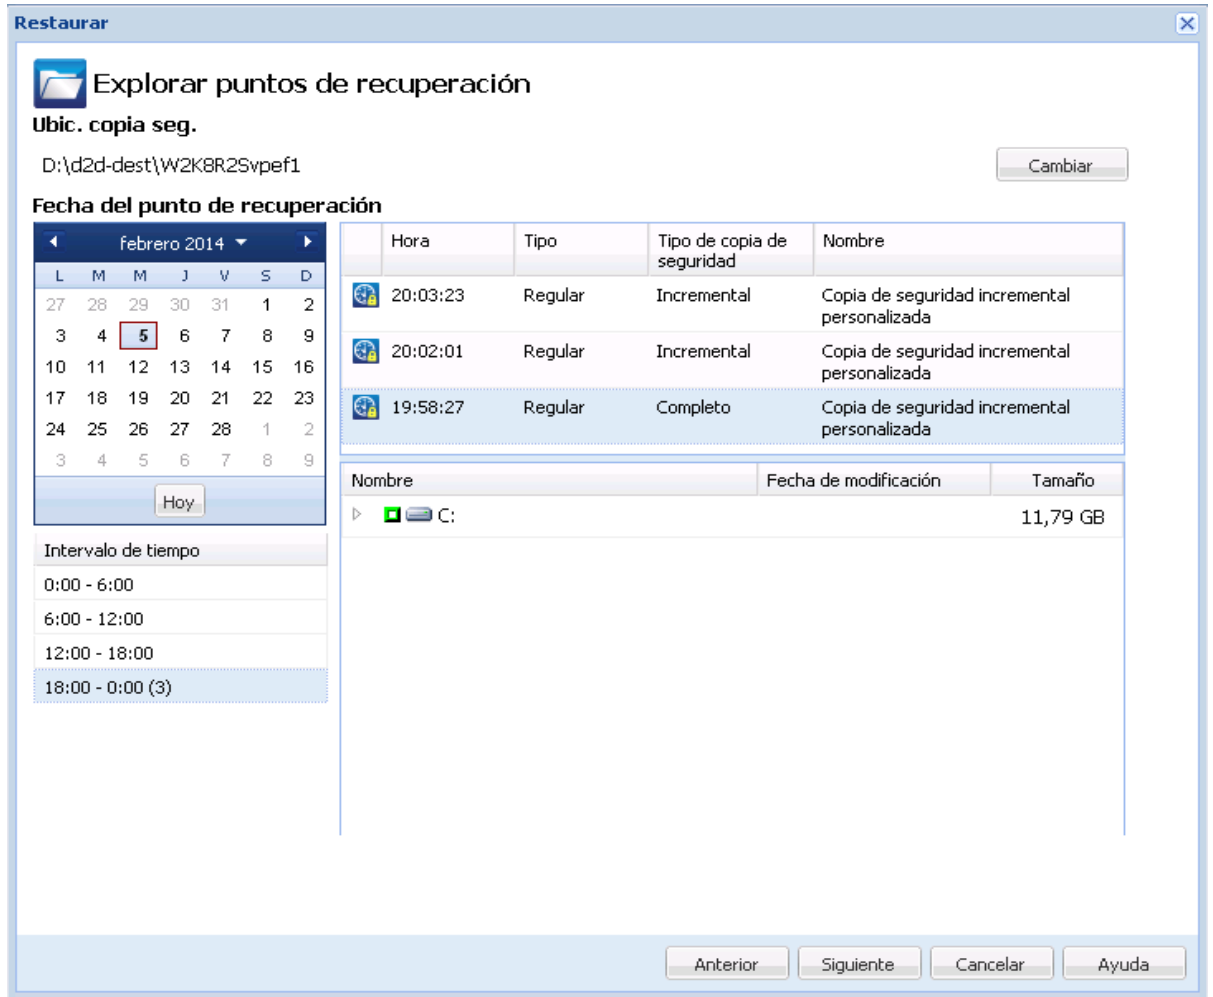 Restaurar
Explorar puntos de recuperación
Ubic. copia seg.
D:\d2d-dest\W2K8R2Svpef1
Cambiar
Fecha del punto de recuperación
febrero 2014
L M M J V S D
27 28 29 30 31 1 2
3 4 5 6 7 8 9
10 11 12 13 14 15 16
17 18 19 20 21 22 23
24 25 26 27 28 1 2
3 4 5 6 7 8 9
Hoy
Intervalo de tiempo
0:00 - 6:00
6:00 - 12:00
12:00 - 18:00
18:00 - 0:00 (3)
Hora Tipo Tipo de copia de Nombre
seguridad
20:03:23 Regular Incremental Copia de seguridad incremental
personalizada
20:02:01 Regular Incremental Copia de seguridad incremental
personalizada
19:58:27 Regular Completo Copia de seguridad incremental
personalizada
Nombre Fecha de modificación Tamaño
C: 11,79 GB
Anterior Siguiente Cancelar Ayuda